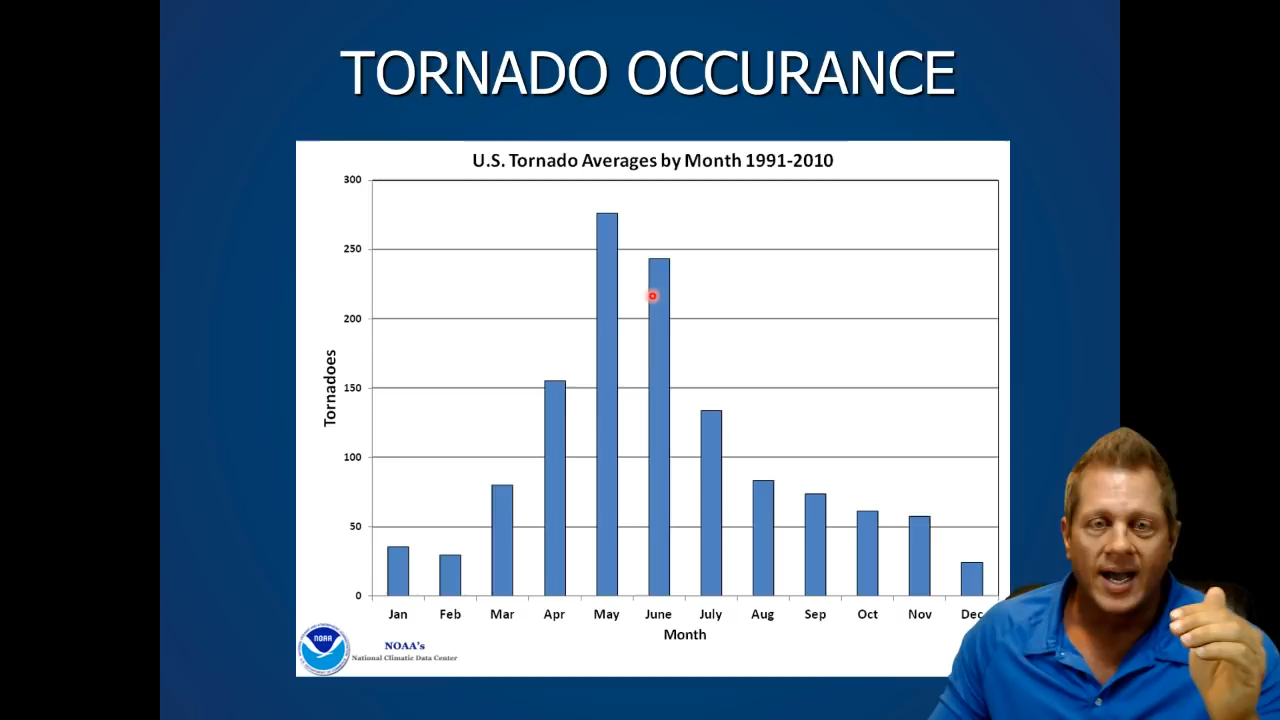 TORNADO OCCURANCE
U.S. Tornado Averages by Month 1991-2010
300
250
200
150
100
50
0
Tornadoes
Jan Feb Mar Apr May June July Aug Sep Oct Nov Dec
Month
NOAA
NOAA's
National Climatic Data Center